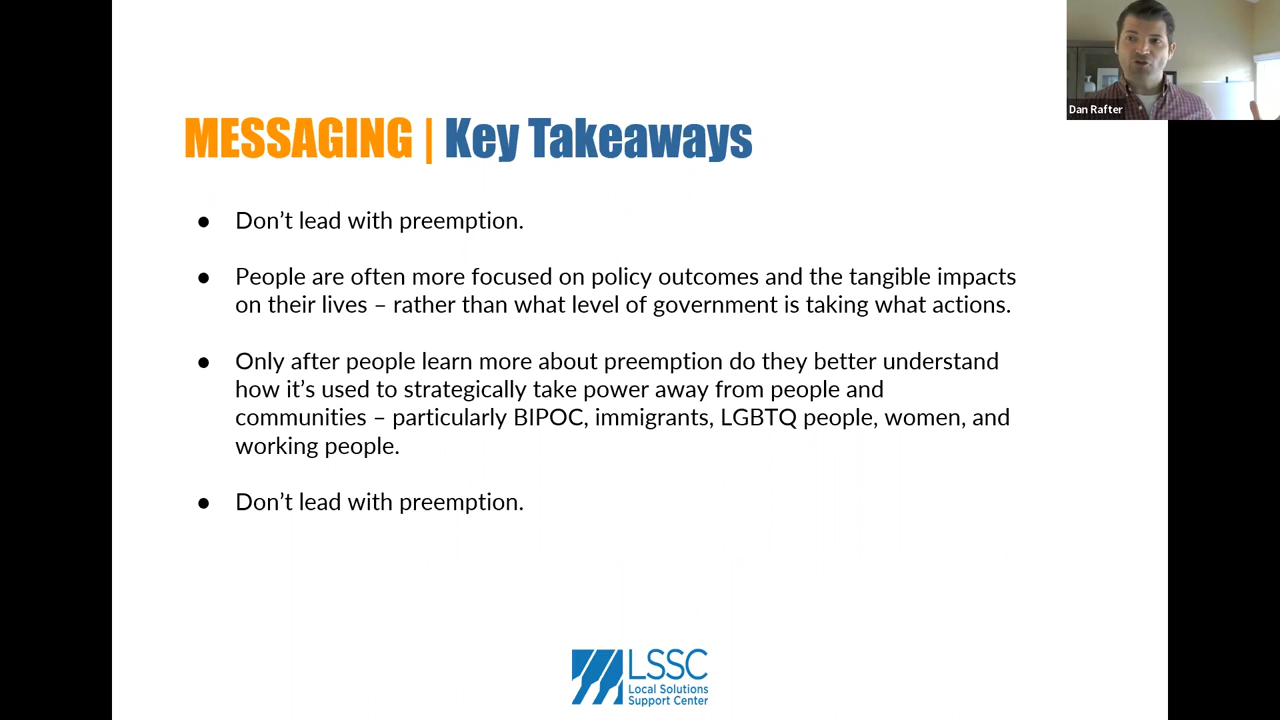 Dan Rafter
MESSAGING | Key Takeaways
● Don’t lead with preemption.
● People are often more focused on policy outcomes and the tangible impacts
on their lives – rather than what level of government is taking what actions.
● Only after people learn more about preemption do they better understand
how it’s used to strategically take power away from people and
communities – particularly BIPOC, immigrants, LGBTQ people, women, and
working people.
● Don’t lead with preemption.
LSSC
Local Solutions
Support Center